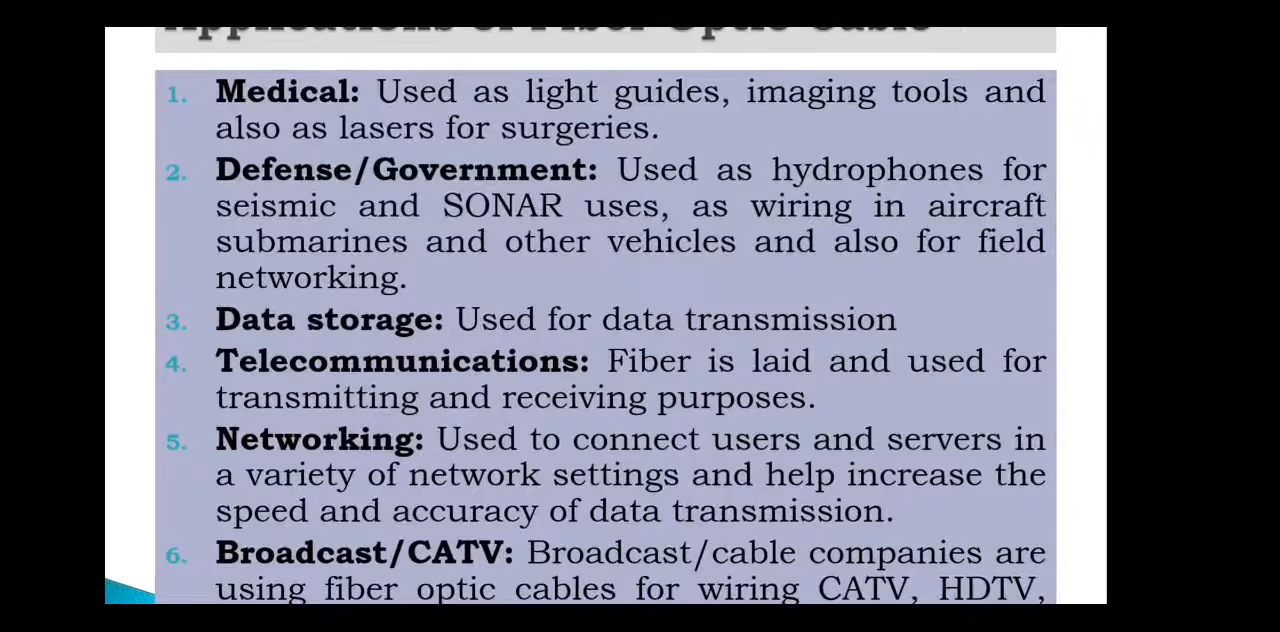 Applications of Fiber Optic Cable
1. Medical: Used as light guides, imaging tools and
also as lasers for surgeries.
2. Defense/Government: Used as hydrophones for
seismic and SONAR uses, as wiring in aircraft
submarines and other vehicles and also for field
networking.
3. Data storage: Used for data transmission
4. Telecommunications: Fiber is laid and used for
transmitting and receiving purposes.
5. Networking: Used to connect users and servers in
a variety of network settings and help increase the
speed and accuracy of data transmission.
6. Broadcast/CATV: Broadcast/cable companies are
using fiber optic cables for wiring CATV, HDTV,